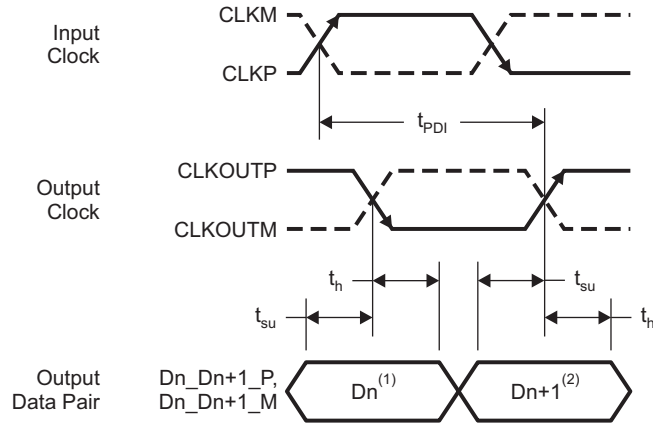 Input
Clock
CLKM
CLKP
t_PDI
Output
Clock
CLKOUTP
CLKOUTM
t_h
t_su
t_su
t_h
Output
Data Pair
Dn_Dn+1_P,
Dn_Dn+1_M
Dn(1)
Dn+1(2)